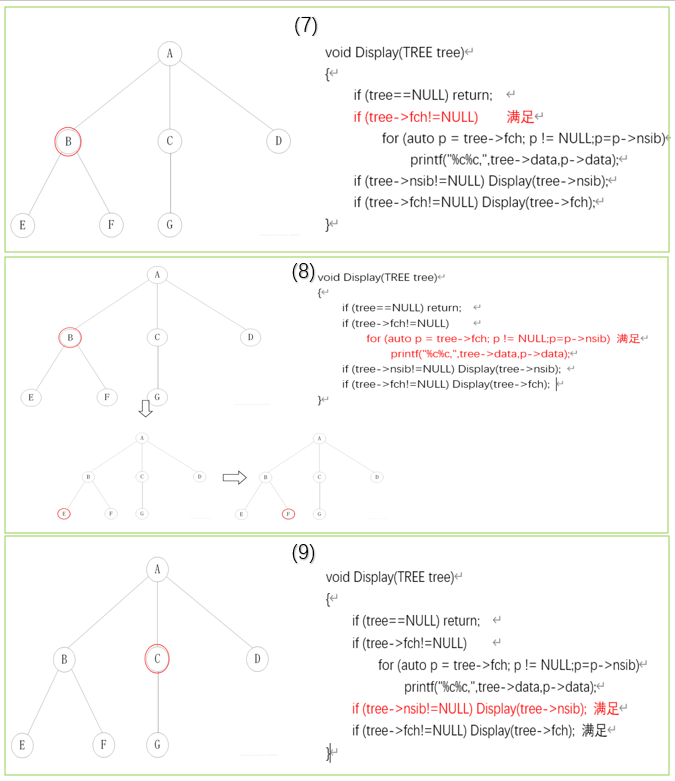 (7)
A
B
C
D
E
F
G
void Display(TREE tree)↵
{↵
if (tree==NULL) return; ↵
if (tree->fch!=NULL) 满足↵
for (auto p = tree->fch; p != NULL;p=p->nsib)↵
printf("%c%c,",tree->data,p->data);↵
if (tree->nsib!=NULL) Display(tree->nsib);↵
if (tree->fch!=NULL) Display(tree->fch);↵
}↵
(8)
A
B
C
D
E
F
G
void Display(TREE tree)↵
{↵
if (tree==NULL) return; ↵
if (tree->fch!=NULL) ↵
for (auto p = tree->fch; p != NULL;p=p->nsib) 满足↵
printf("%c%c,",tree->data,p->data);↵
if (tree->nsib!=NULL) Display(tree->nsib); ↵
if (tree->fch!=NULL) Display(tree->fch); ↵
}↵
A
B
C
D
E
F
G
A
B
C
D
E
F
G
(9)
A
B
C
D
E
F
G
void Display(TREE tree)↵
{↵
if (tree==NULL) return; ↵
if (tree->fch!=NULL) ↵
for (auto p = tree->fch; p != NULL;p=p->nsib)↵
printf("%c%c,",tree->data,p->data);↵
if (tree->nsib!=NULL) Display(tree->nsib); 满足↵
if (tree->fch!=NULL) Display(tree->fch); 满足↵
}↵